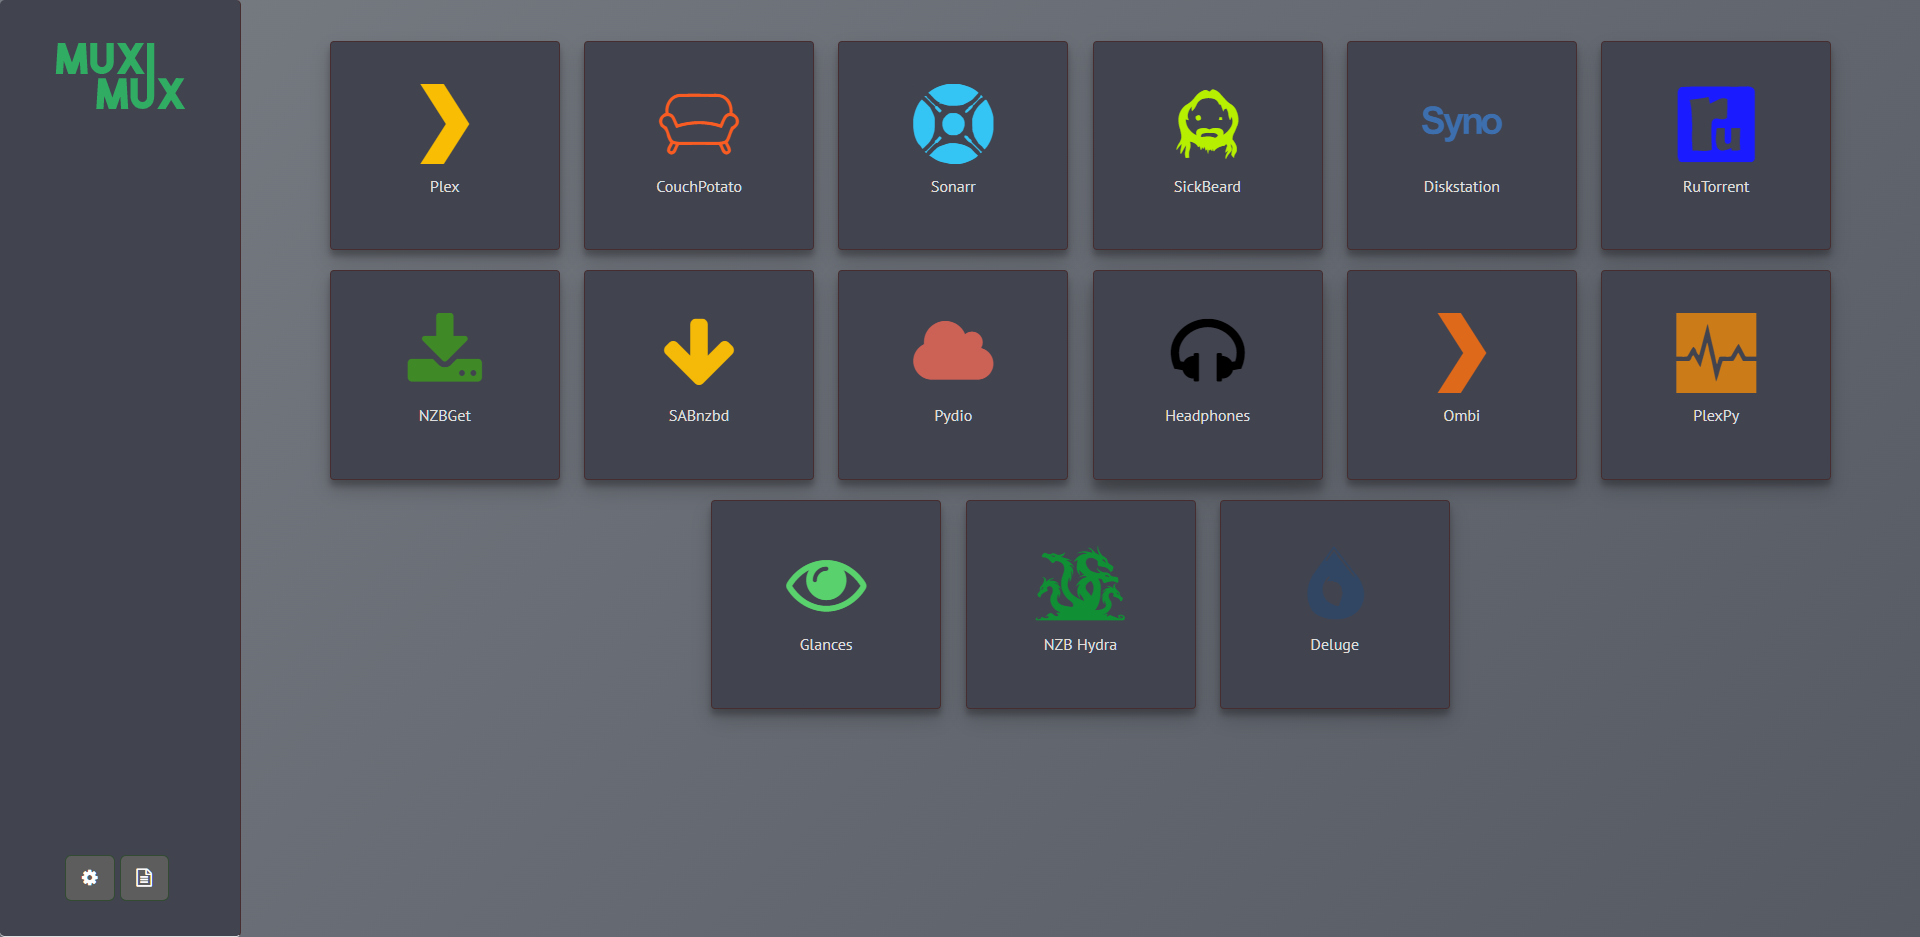 MUXI
MUX
Plex
CouchPotato
Sonarr
SickBeard
Syno
Diskstation
ru
RuTorrent
NZBGet
SABnzbd
Pydio
Headphones
Ombi
PlexPy
Glances
NZB Hydra
Deluge